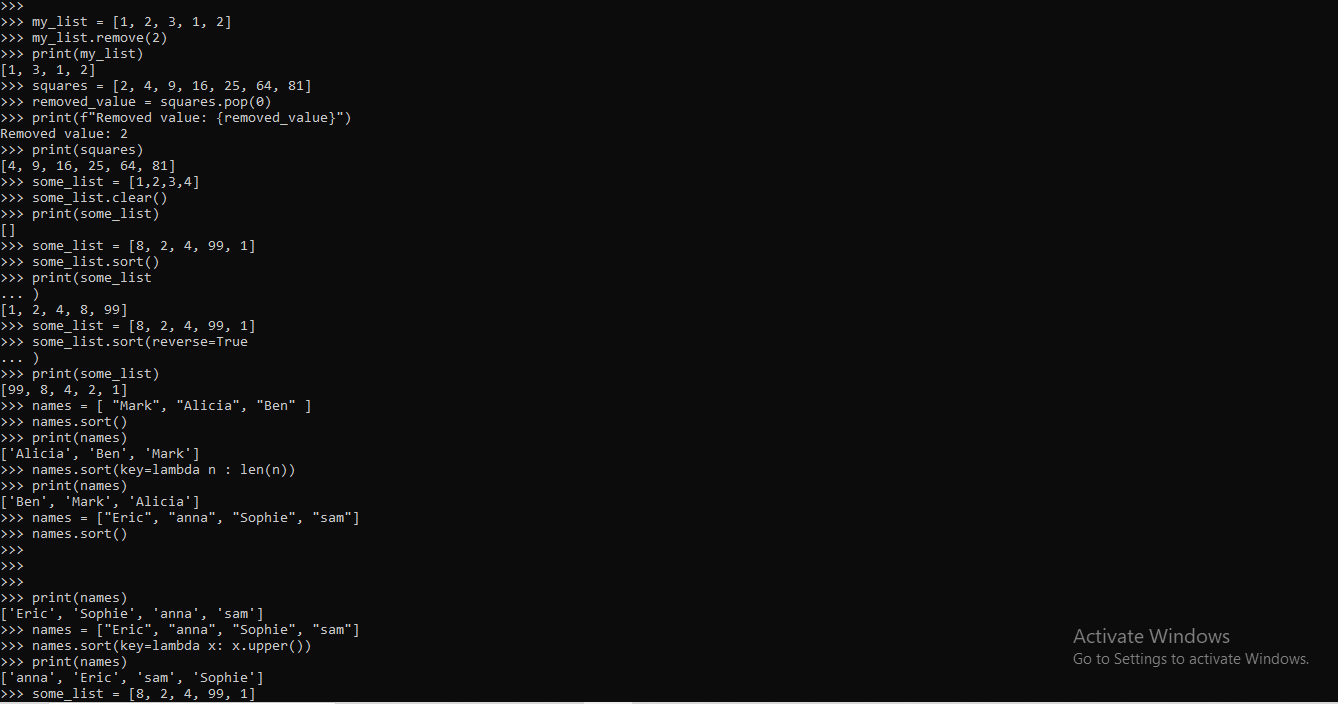 >>>
>>> my_list = [1, 2, 3, 1, 2]
>>> my_list.remove(2)
>>> print(my_list)
[1, 3, 1, 2]
>>> squares = [2, 4, 9, 16, 25, 64, 81]
>>> removed_value = squares.pop(0)
>>> print(f"Removed value: {removed_value}")
Removed value: 2
>>> print(squares)
[4, 9, 16, 25, 64, 81]
>>> some_list = [1,2,3,4]
>>> some_list.clear()
>>> print(some_list)
[]
>>> some_list = [8, 2, 4, 99, 1]
>>> some_list.sort()
>>> print(some_list
... )
[1, 2, 4, 8, 99]
>>> some_list = [8, 2, 4, 99, 1]
>>> some_list.sort(reverse=True
... )
>>> print(some_list)
[99, 8, 4, 2, 1]
>>> names = [ "Mark", "Alicia", "Ben" ]
>>> names.sort()
>>> print(names)
['Alicia', 'Ben', 'Mark']
>>> names.sort(key=lambda n : len(n))
>>> print(names)
['Ben', 'Mark', 'Alicia']
>>> names = ["Eric", "anna", "Sophie", "sam"]
>>> names.sort()
>>>
>>>
>>>
>>> print(names)
['Eric', 'Sophie', 'anna', 'sam']
>>> names = ["Eric", "anna", "Sophie", "sam"]
>>> names.sort(key=lambda x: x.upper())
>>> print(names)
['anna', 'Eric', 'sam', 'Sophie']
>>> some_list = [8, 2, 4, 99, 1]
Activate Windows
Go to Settings to activate Windows.